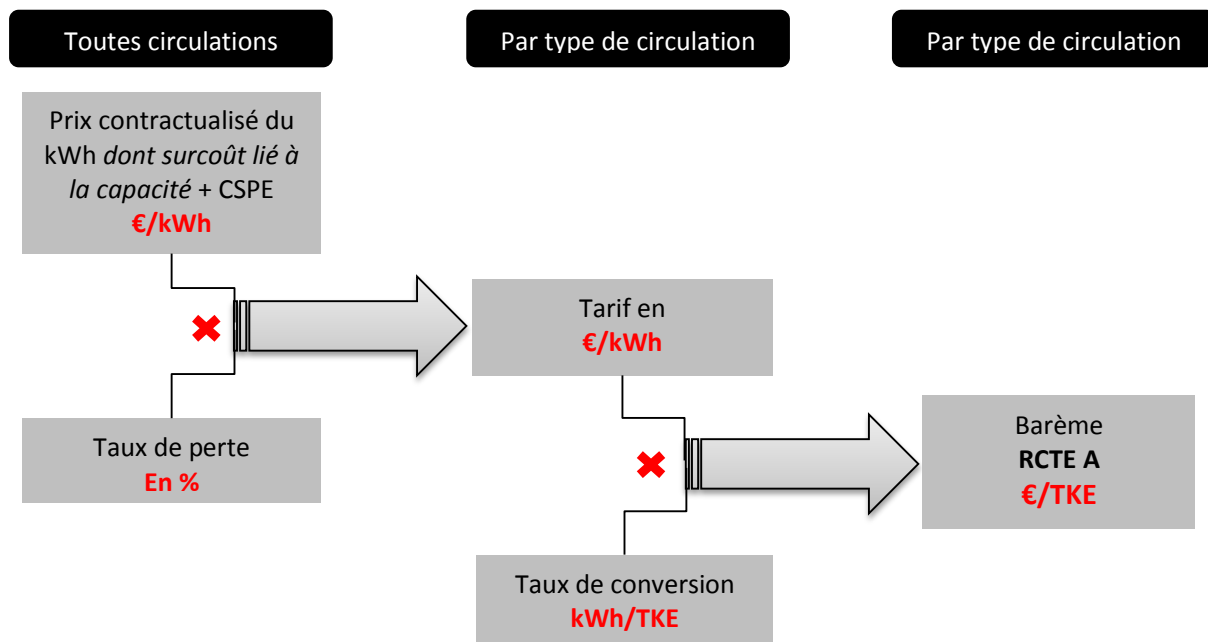 Toutes circulations
Par type de circulation
Par type de circulation
Prix contractualisé du
kWh dont surcoût lié à
la capacité + CSPE
€/kWh
Tarif en
€/kWh
Taux de perte
En %
Barème
RCTE A
€/TKE
Taux de conversion
kWh/TKE